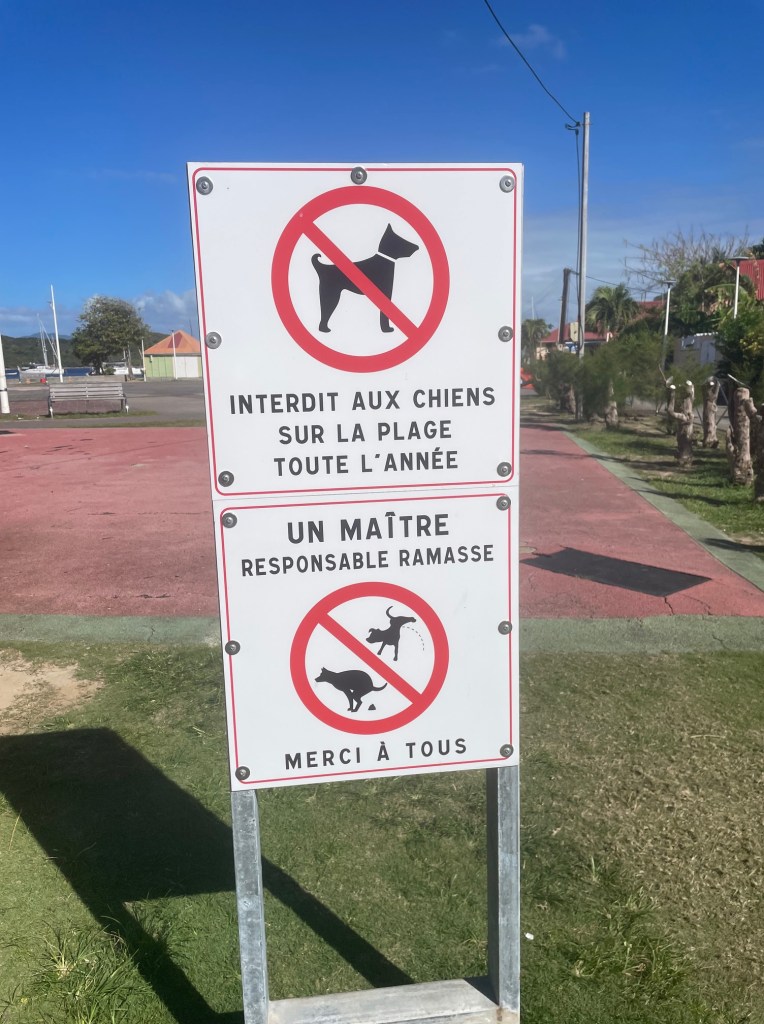 INTERDIT AUX CHIENS
SUR LA PLAGE
TOUTE L'ANNÉE
UN MAÎTRE
RESPONSABLE RAMASSE
MERCI À TOUS